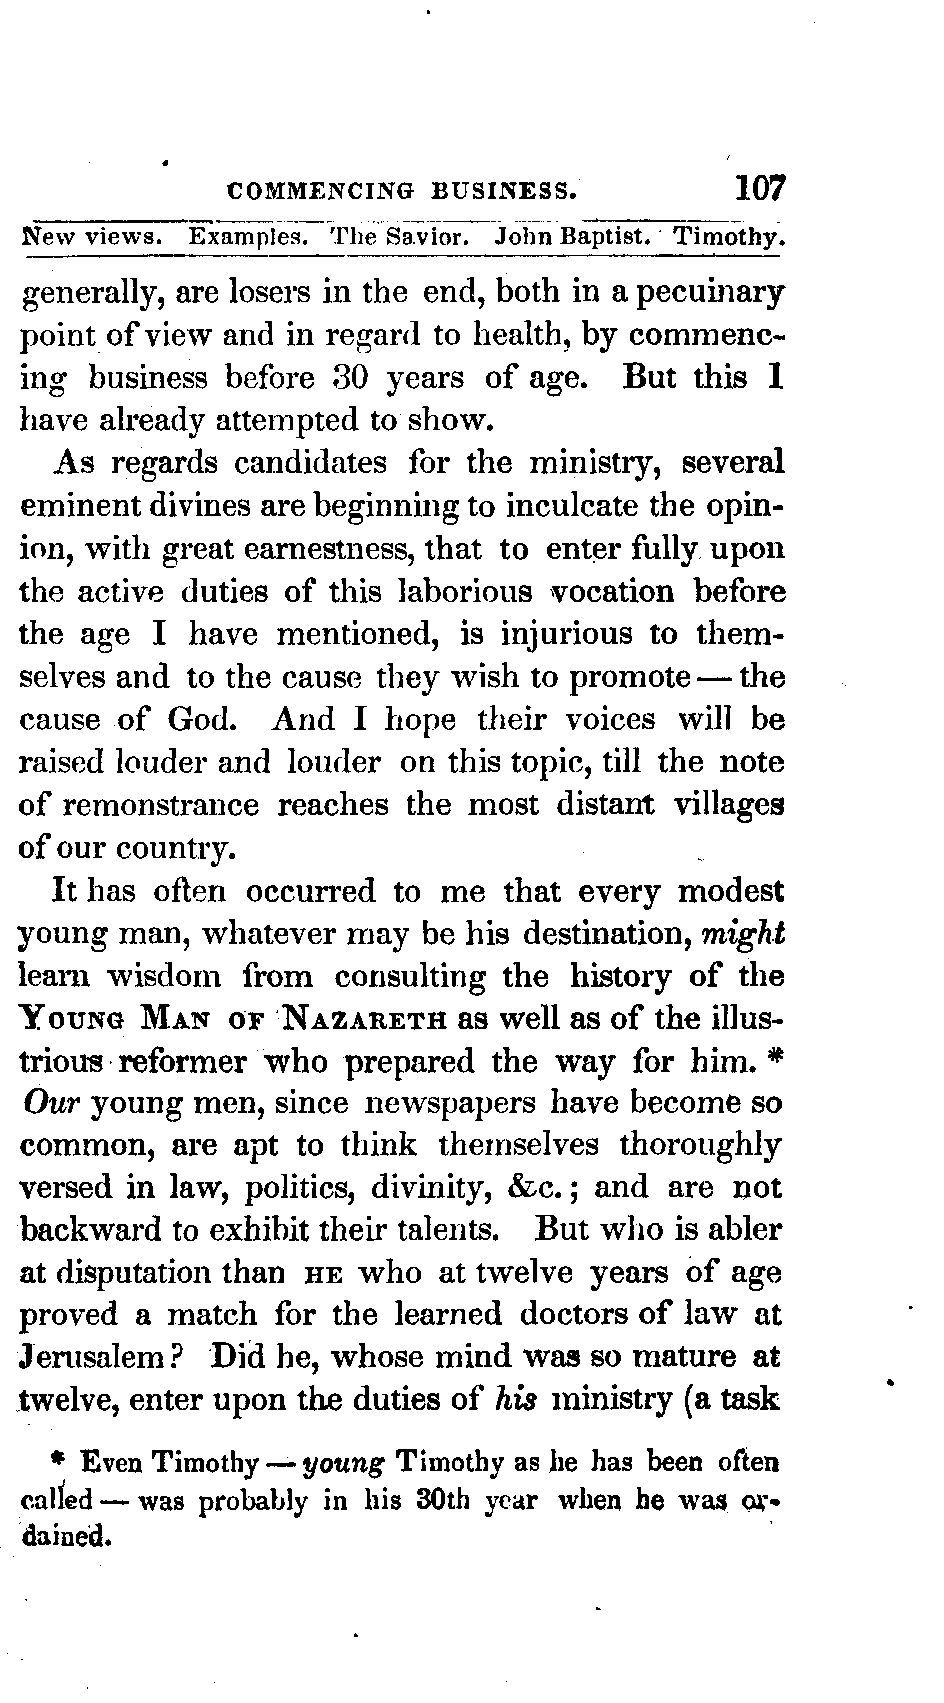 COMMENCING BUSINESS. 107
New views. Examples. The Savior. John Baptist. Timothy.
generally, are losers in the end, both in a pecuinary
point of view and in regard to health, by commenc-
ing business before 30 years of age. But this I
have already attempted to show.
As regards candidates for the ministry, several
eminent divines are beginning to inculcate the opin-
ion, with great earnestness, that to enter fully upon
the active duties of this laborious vocation before
the age I have mentioned, is injurious to them-
selves and to the cause they wish to promote — the
cause of God. And I hope their voices will be
raised louder and louder on this topic, till the note
of remonstrance reaches the most distant villages
of our country.
It has often occurred to me that every modest
young man, whatever may be his destination, might
learn wisdom from consulting the history of the
YOUNG MAN OF NAZARETH as well as of the illus-
trious reformer who prepared the way for him. *
Our young men, since newspapers have become so
common, are apt to think themselves thoroughly
versed in law, politics, divinity, &c.; and are not
backward to exhibit their talents. But who is abler
at disputation than HE who at twelve years of age
proved a match for the learned doctors of law at
Jerusalem? Did he, whose mind was so mature at
twelve, enter upon the duties of his ministry (a task
* Even Timothy — young Timothy as he has been often
called — was probably in his 30th year when he was or-
dained.